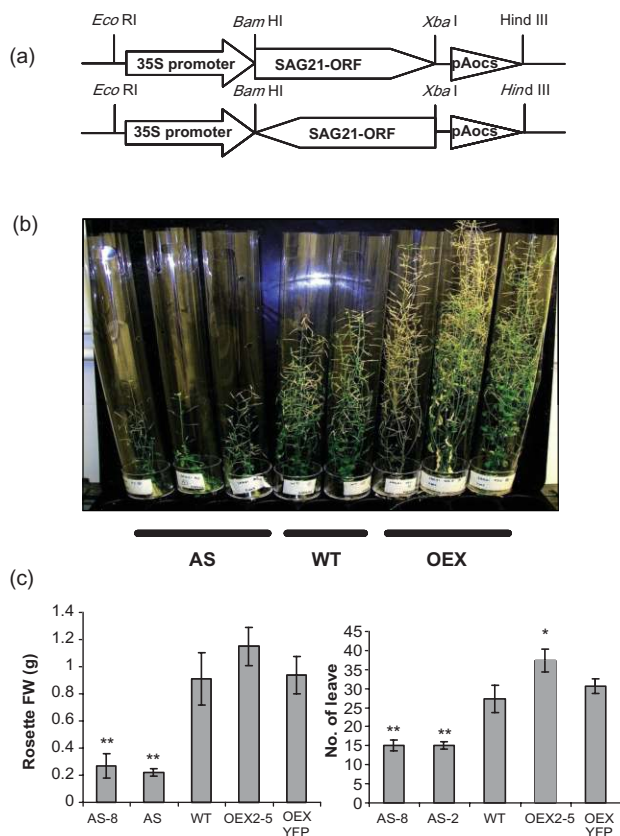 (a)
Eco RI
Bam HI
Xba I
Hind III
35S promoter
SAG21-ORF
pAocs
Eco RI
Bam HI
Xba I
Hind III
35S promoter
SAG21-ORF
pAocs
(b)
AS
WT
OEX
(c)
Rosette FW (g)
1.4
1.2
1
0.8
0.6
0.4
0.2
0
**
**
AS-8
AS
WT
OEX2-5
OEX
YFP
No. of leave
45
40
35
30
25
20
15
10
5
0
**
**
*
AS-8
AS-2
WT
OEX2-5
OEX
YFP